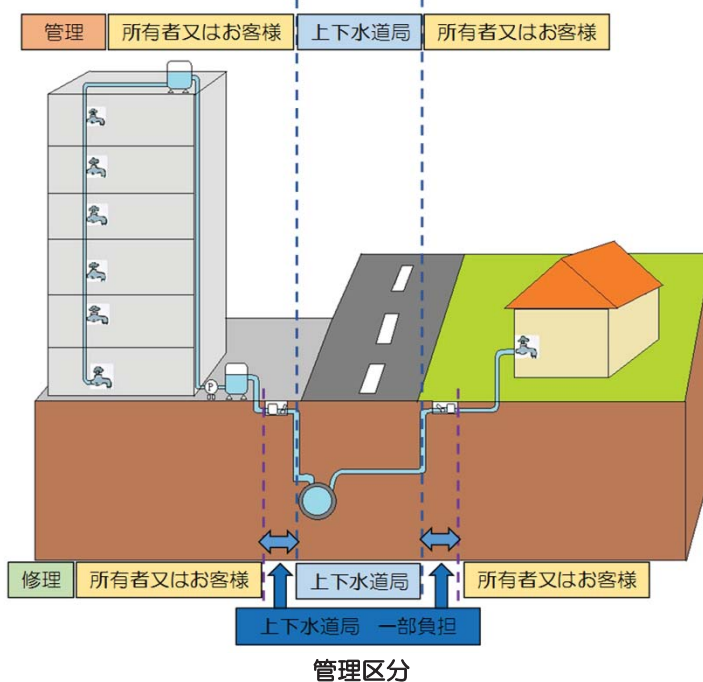 管理 所有者又はお客様 上下水道局 所有者又はお客様
P
修理 所有者又はお客様 上下水道局 所有者又はお客様
上下水道局 一部負担
管理区分